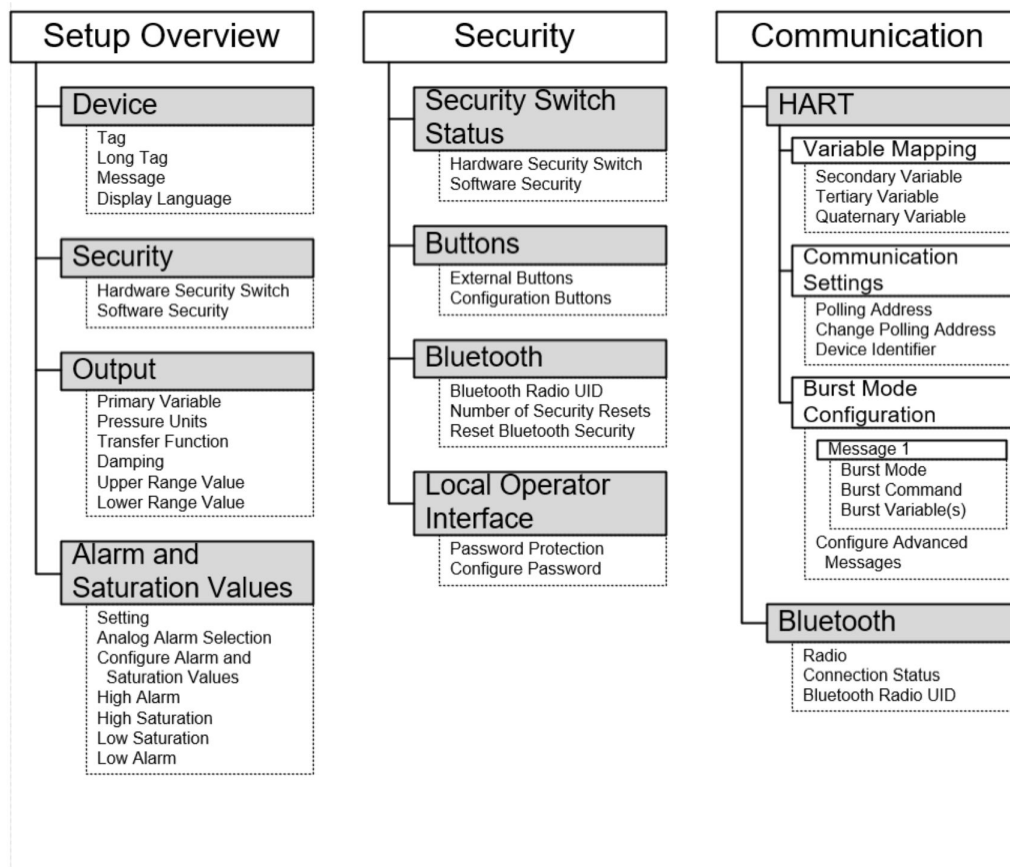 Setup Overview
Device
Tag
Long Tag
Message
Display Language
Security
Hardware Security Switch
Software Security
Output
Primary Variable
Pressure Units
Transfer Function
Damping
Upper Range Value
Lower Range Value
Alarm and
Saturation Values
Setting
Analog Alarm Selection
Configure Alarm and
Saturation Values
High Alarm
High Saturation
Low Saturation
Low Alarm
Security
Security Switch
Status
Hardware Security Switch
Software Security
Buttons
External Buttons
Configuration Buttons
Bluetooth
Bluetooth Radio UID
Number of Security Resets
Reset Bluetooth Security
Local Operator
Interface
Password Protection
Configure Password
Communication
HART
Variable Mapping
Secondary Variable
Tertiary Variable
Quaternary Variable
Communication
Settings
Polling Address
Change Polling Address
Device Identifier
Burst Mode
Configuration
Message 1
Burst Mode
Burst Command
Burst Variable(s)
Configure Advanced
Messages
Bluetooth
Radio
Connection Status
Bluetooth Radio UID